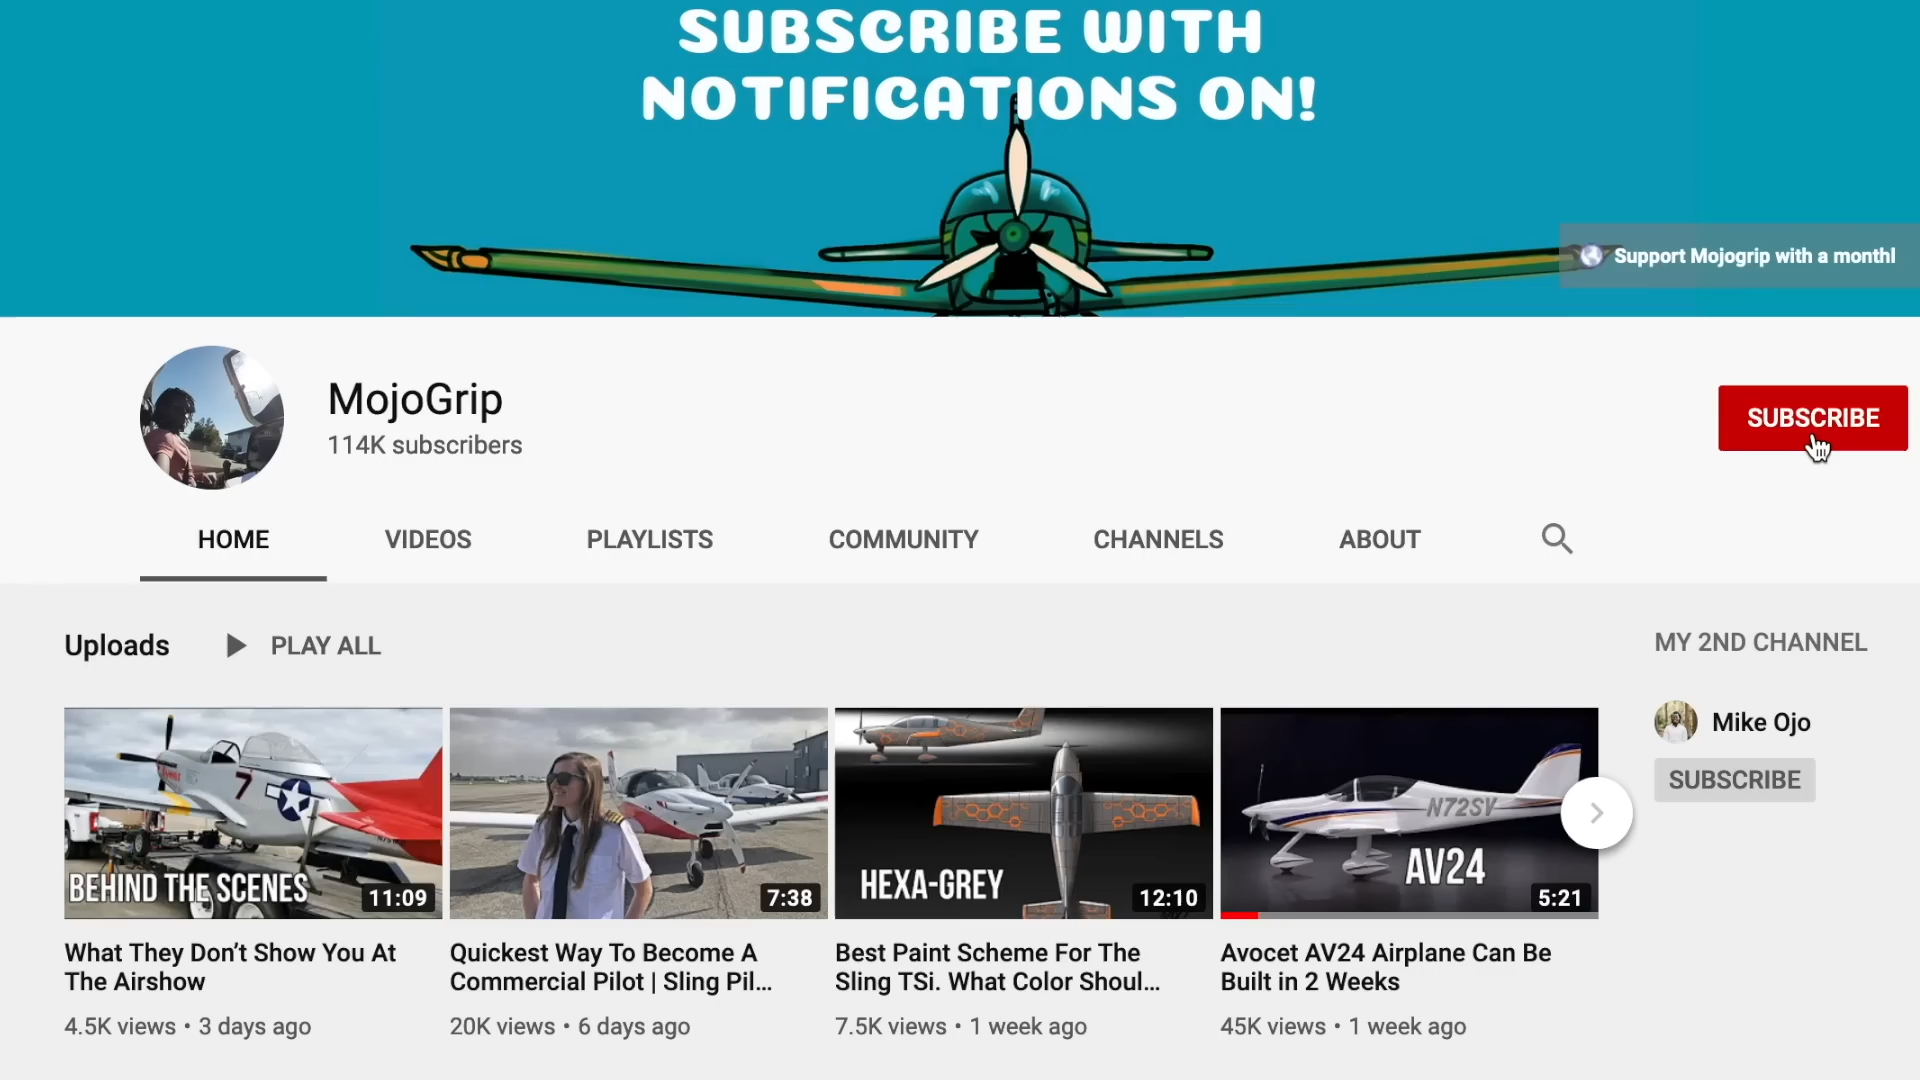 SUBSCRIBE WITH
NOTIFICATIONS ON!
Support Mojogrip with a monthl
MojoGrip
114K subscribers
SUBSCRIBE
HOME
VIDEOS
PLAYLISTS
COMMUNITY
CHANNELS
ABOUT
Uploads
PLAY ALL
MY 2ND CHANNEL
Mike Ojo
SUBSCRIBE
7
BEHIND THE SCENES
11:09
7:38
HEXA-GREY
12:10
N72SV
AV24
5:21
What They Don’t Show You At
The Airshow
4.5K views • 3 days ago
Quickest Way To Become A
Commercial Pilot | Sling Pil...
20K views • 6 days ago
Best Paint Scheme For The
Sling TSi. What Color Shoul...
7.5K views • 1 week ago
Avocet AV24 Airplane Can Be
Built in 2 Weeks
45K views • 1 week ago